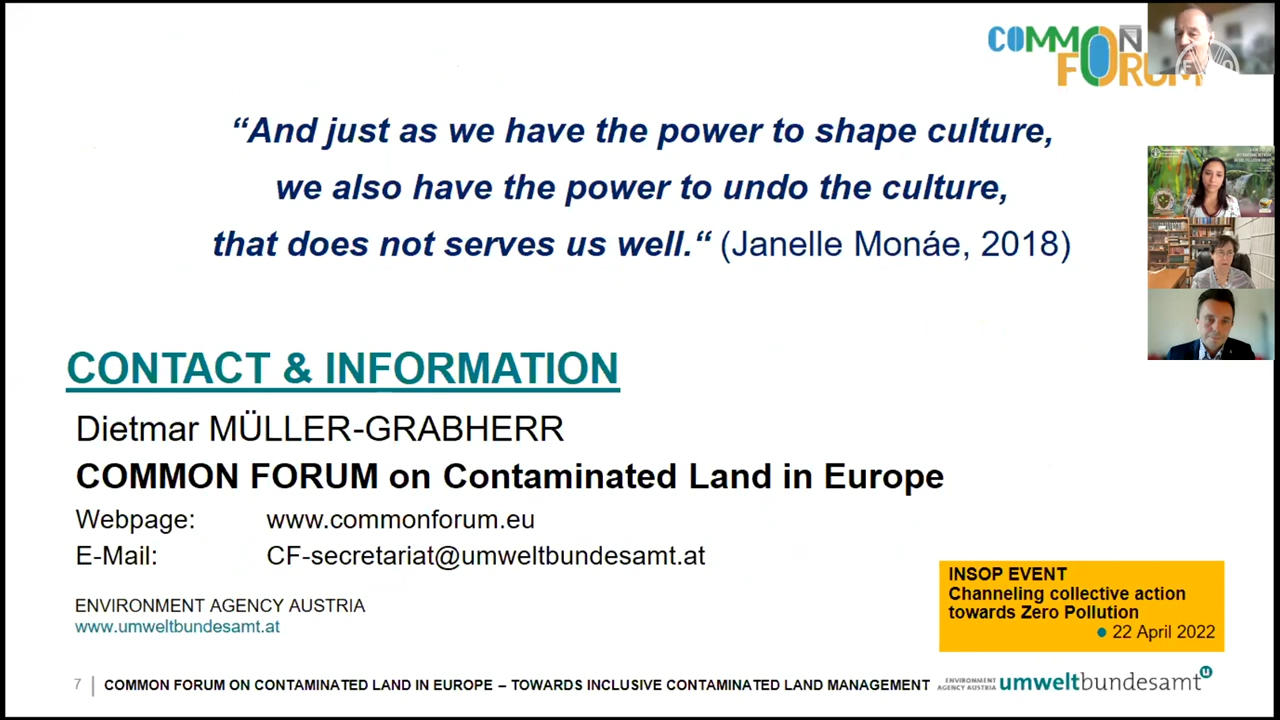 COMMON
FORUM
“And just as we have the power to shape culture,
we also have the power to undo the culture,
that does not serves us well.“ (Janelle Monáe, 2018)
CONTACT & INFORMATION
Dietmar MÜLLER-GRABHERR
COMMON FORUM on Contaminated Land in Europe
Webpage: www.commonforum.eu
E-Mail: CF-secretariat@umweltbundesamt.at
ENVIRONMENT AGENCY AUSTRIA
www.umweltbundesamt.at
INSOP EVENT
Channeling collective action
towards Zero Pollution
• 22 April 2022
7 | COMMON FORUM ON CONTAMINATED LAND IN EUROPE – TOWARDS INCLUSIVE CONTAMINATED LAND MANAGEMENT
ENVIRONMENT
AGENCY AUSTRIA umweltbundesamt u